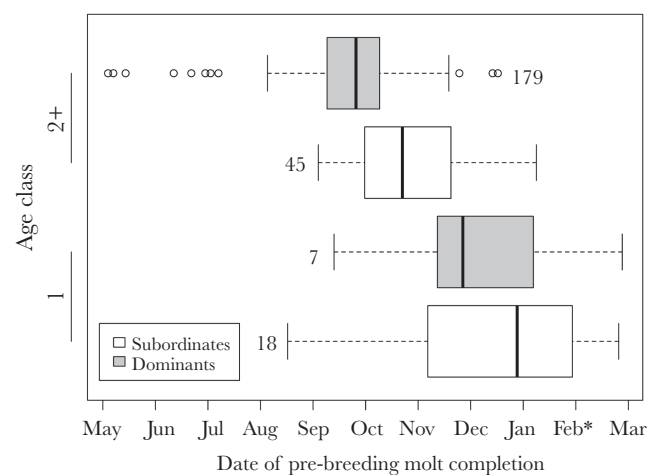 179
2+
45
Age class
7
1
18
Subordinates
Dominants
May Jun Jul Aug Sep Oct Nov Dec Jan Feb* Mar
Date of pre-breeding molt completion